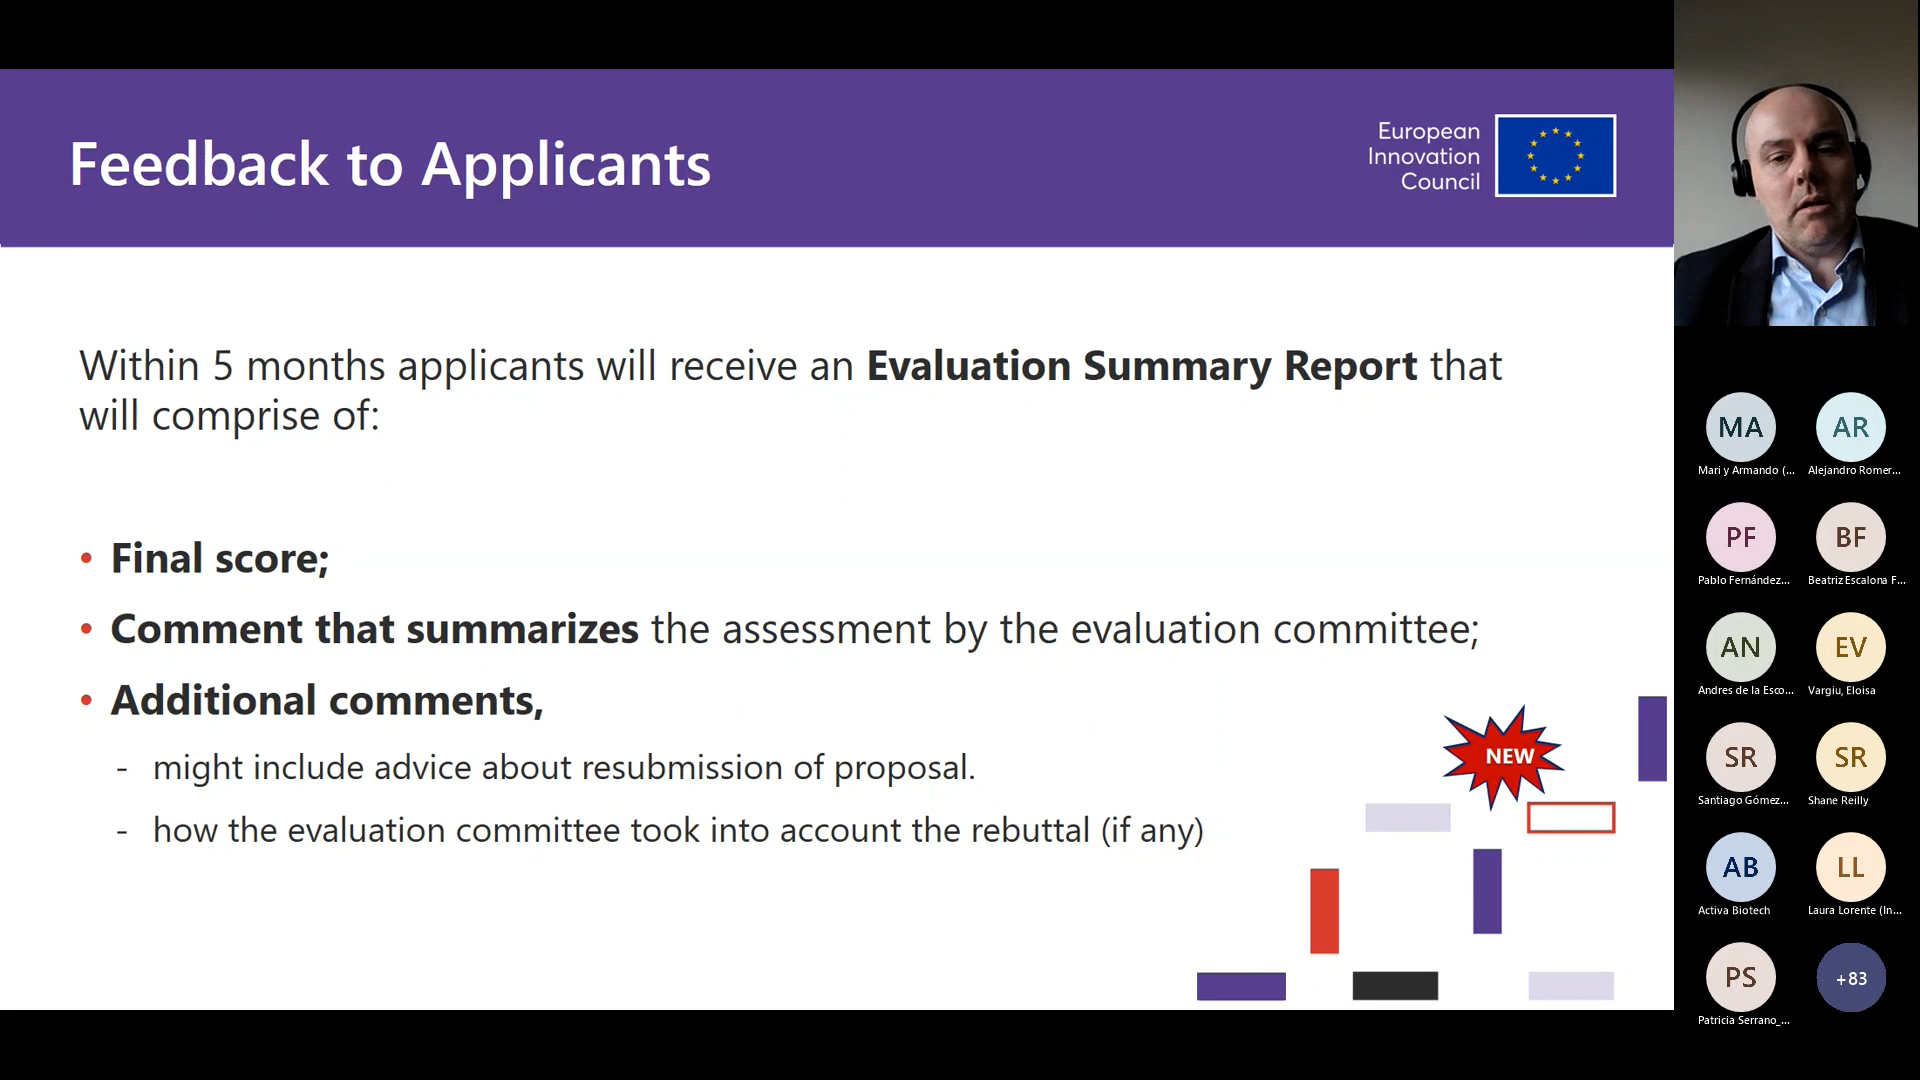 Feedback to Applicants
European
Innovation
Council
Within 5 months applicants will receive an Evaluation Summary Report that
will comprise of:
• Final score;
• Comment that summarizes the assessment by the evaluation committee;
• Additional comments,
- might include advice about resubmission of proposal.
- how the evaluation committee took into account the rebuttal (if any)
NEW
MA
AR
Mari y Armando (...
Alejandro Romer...
PF
BF
Pablo Fernández...
Beatriz Escalona F...
AN
EV
Andres de la Esco...
Vargiu, Eloisa
SR
SR
Santiago Gómez...
Shane Reilly
AB
LL
Activa Biotech
Laura Lorente (In...
PS
+83
Patricia Serrano_...